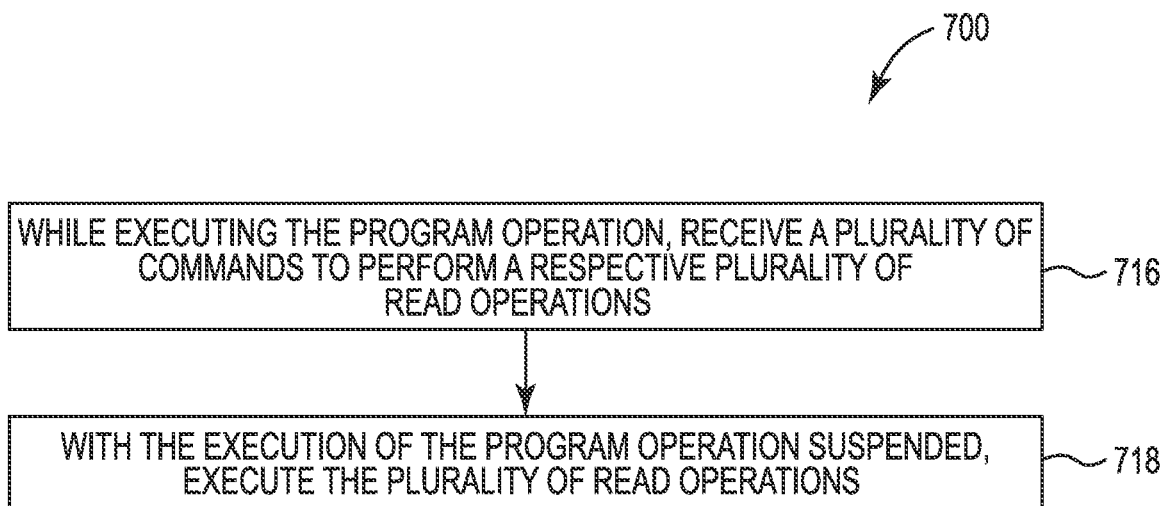 700
WHILE EXECUTING THE PROGRAM OPERATION, RECEIVE A PLURALITY OF
COMMANDS TO PERFORM A RESPECTIVE PLURALITY OF
READ OPERATIONS
716
WITH THE EXECUTION OF THE PROGRAM OPERATION SUSPENDED,
EXECUTE THE PLURALITY OF READ OPERATIONS
718